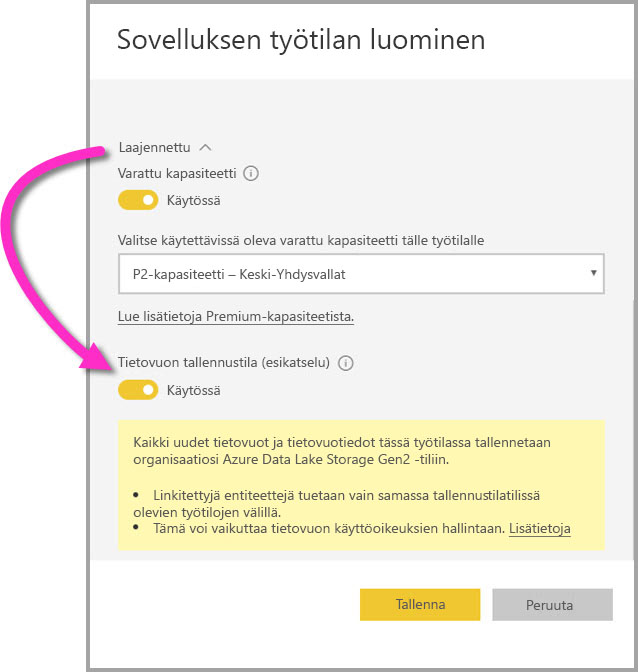 Sovelluksen työtilan luominen
Laajennettu
Varattu kapasiteetti
Käytössä
Valitse käytettävissä oleva varattu kapasiteetti tälle työtilalle
P2-kapasiteetti – Keski-Yhdysvallat
Lue lisätietoja Premium-kapasiteetista.
Tietovuon tallennustila (esikatselu)
Käytössä
Kaikki uudet tietovuot ja tietovuotiedot tässä työtilassa tallennetaan
organisaatiosi Azure Data Lake Storage Gen2 -tiliin.
• Linkitettyjä entiteettejä tuetaan vain samassa tallennustilatilissä
olevien työtilojen välillä.
• Tämä voi vaikuttaa tietovuon käyttöoikeuksien hallintaan. Lisätietoja
Tallenna
Peruuta